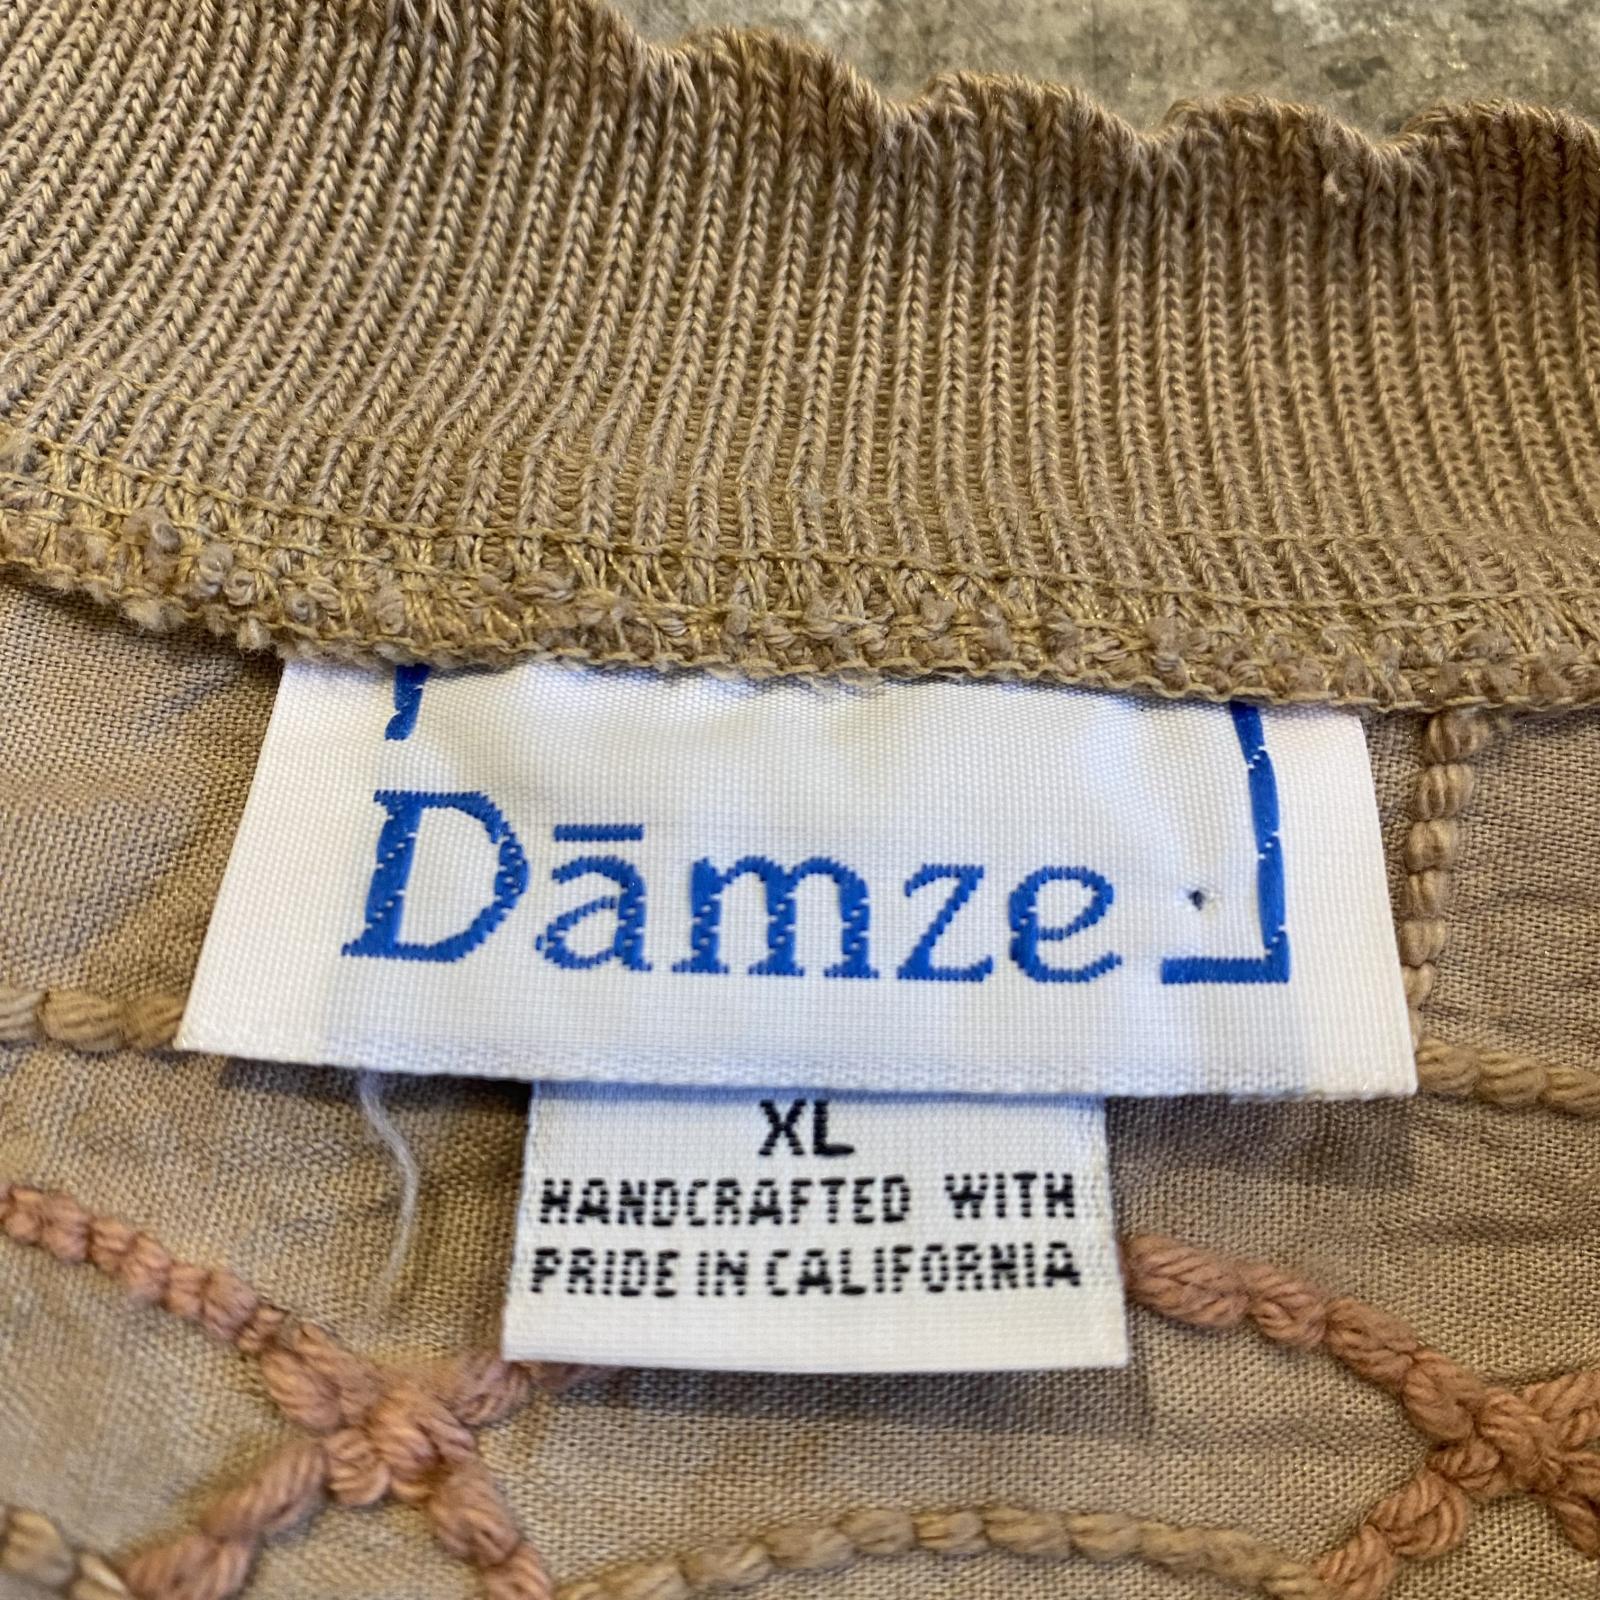 Dāmze
XL
HANDCRAFTED WITH
PRIDE IN CALIFORNIA